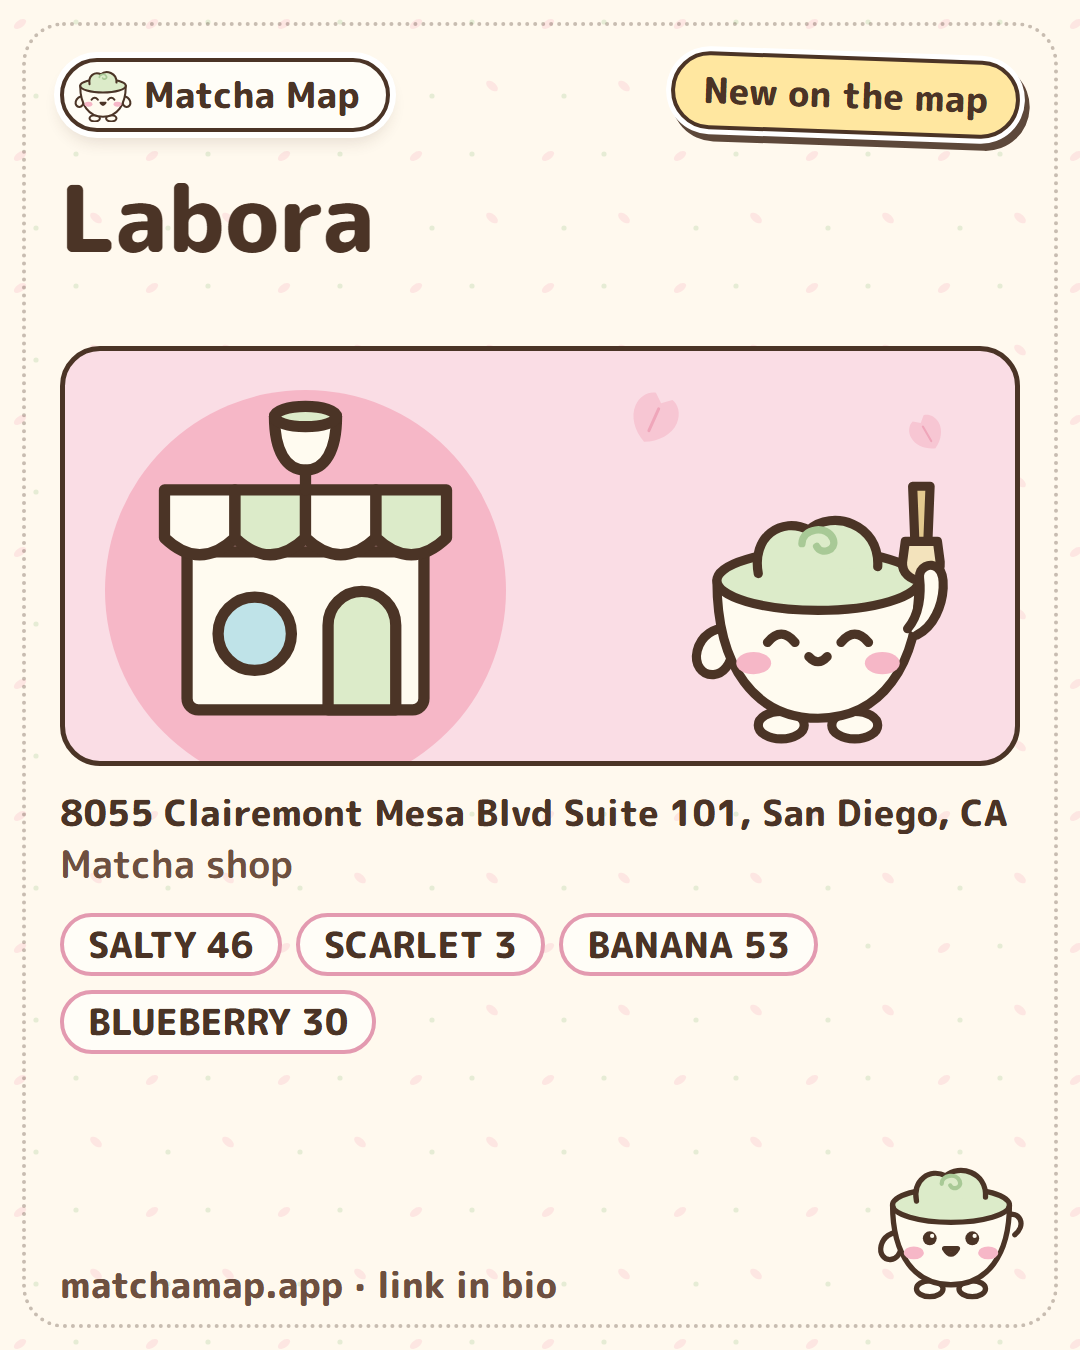 Matcha Map
New on the map
Labora
8055 Clairemont Mesa Blvd Suite 101, San Diego, CA
Matcha shop
SALTY 46
SCARLET 3
BANANA 53
BLUEBERRY 30
matchamap.app · link in bio